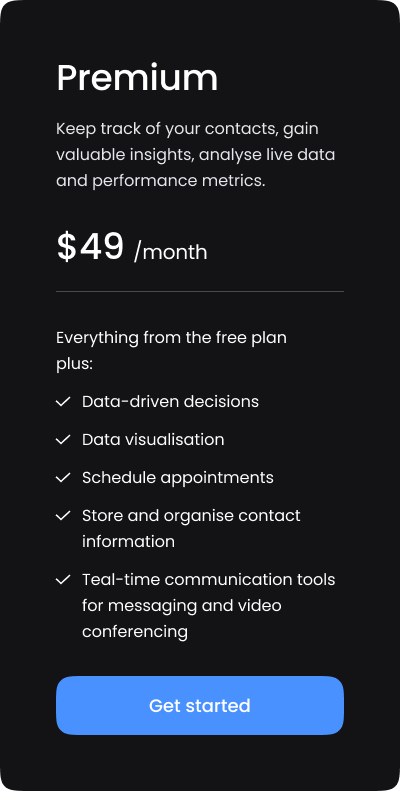 Premium
Keep track of your contacts, gain
valuable insights, analyse live data
and performance metrics.
$49 /month
Everything from the free plan
plus:
Data-driven decisions
Data visualisation
Schedule appointments
Store and organise contact
information
Teal-time communication tools
for messaging and video
conferencing
Get started